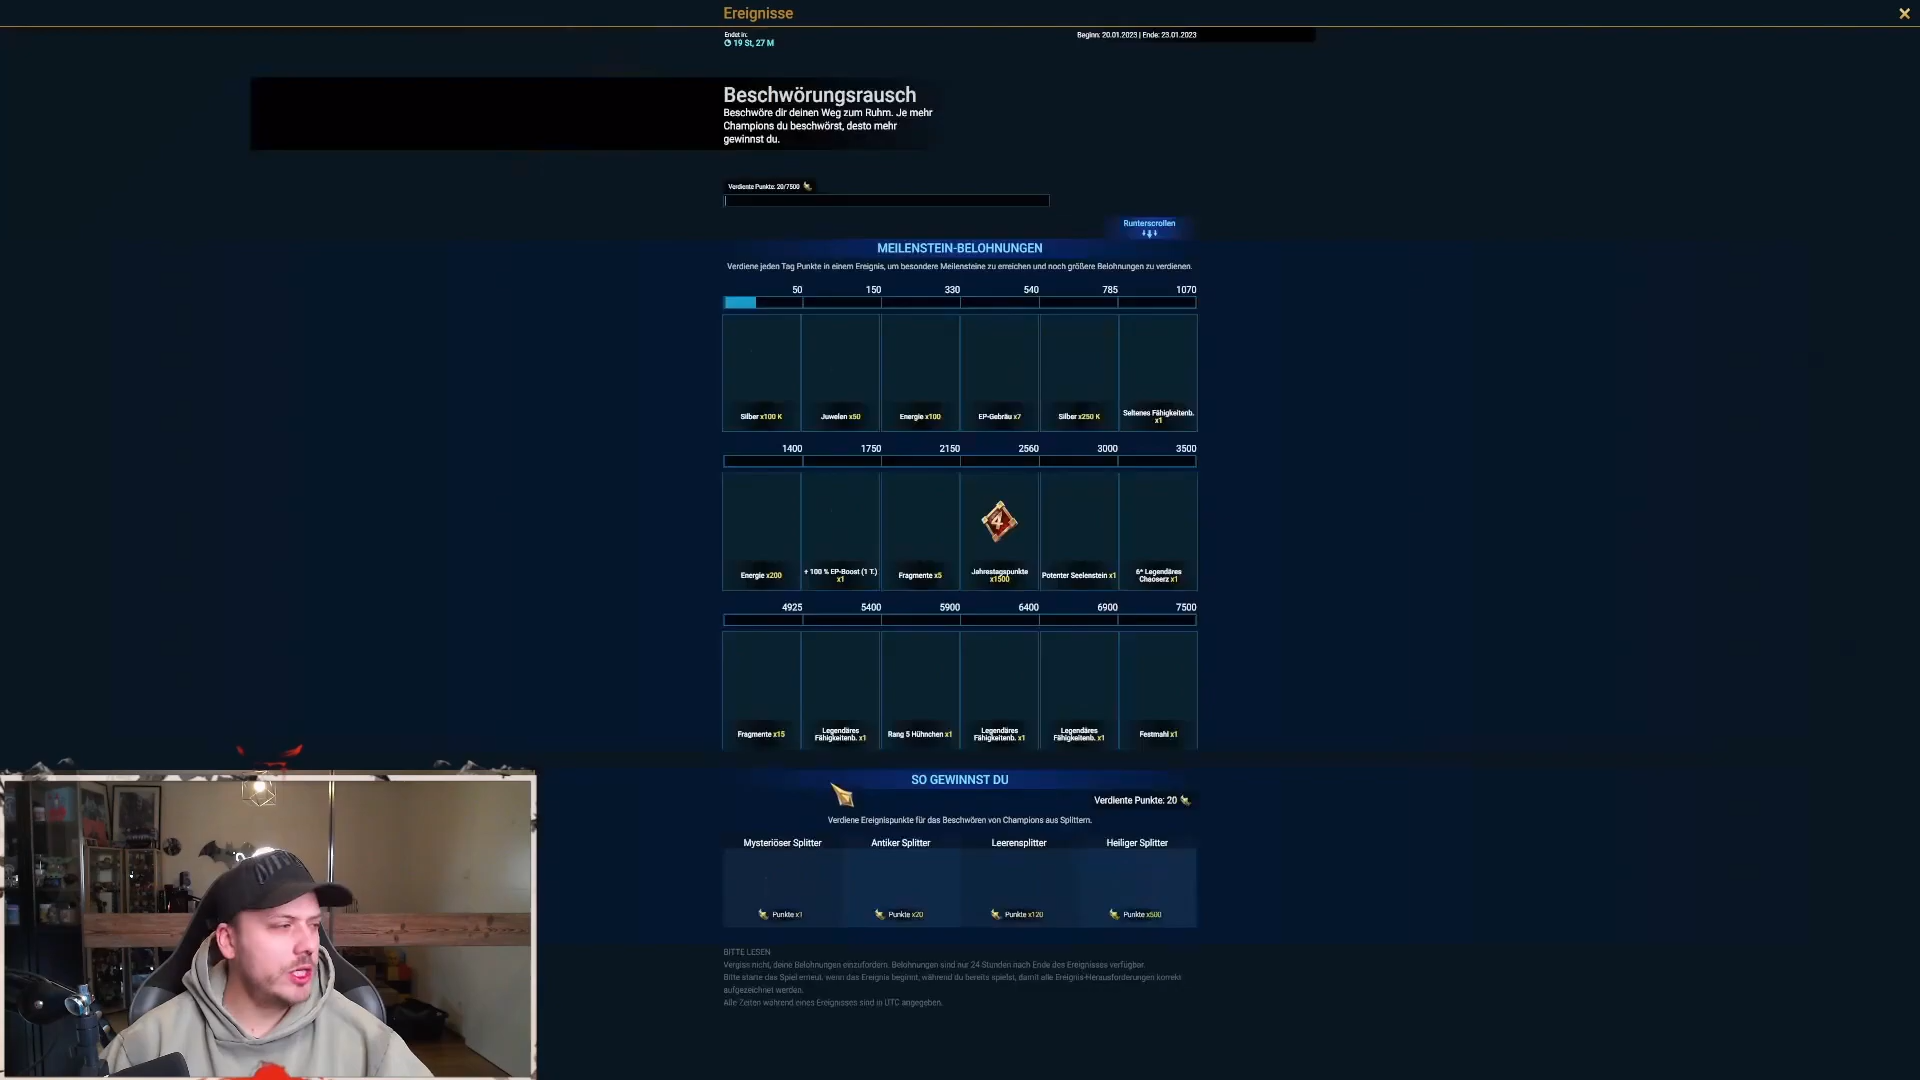 Ereignisse
Endet in:
19 St, 27 M
Beginn: 20.01.2023 | Ende: 23.01.2023
Beschwörungsrausch
Beschwöre dir deinen Weg zum Ruhm. Je mehr
Champions du beschwörst, desto mehr
gewinnst du.
Verdiente Punkte: 20/7500
Runterscrollen
MEILENSTEIN-BELOHNUNGEN
Verdiene jeden Tag Punkte in einem Ereignis, um besondere Meilensteine zu erreichen und noch größere Belohnungen zu verdienen.
50 150 330 540 785 1070
Silber x100 K
Juwelen x50
Energie x100
EP-Gebräu x7
Silber x250 K
Seltenes Fähigkeitenb.
x1
1400 1750 2150 2560 3000 3500
4
Energie x200
+ 100 % EP-Boost (1 T.)
x1
Fragmente x5
Jahrestagspunkte
x1500
Potenter Seelenstein x1
6* Legendäres
Chaoserz x1
4925 5400 5900 6400 6900 7500
Fragmente x15
Legendäres
Fähigkeitenb. x1
Rang 5 Hühnchen x1
Legendäres
Fähigkeitenb. x1
Legendäres
Fähigkeitenb. x1
Festmahl x1
SO GEWINNST DU
Verdiente Punkte: 20
Verdiene Ereignispunkte für das Beschwören von Champions aus Splittern.
Mysteriöser Splitter Antiker Splitter Leerensplitter Heiliger Splitter
Punkte x1 Punkte x20 Punkte x120 Punkte x500
BITTE LESEN
Vergiss nicht, deine Belohnungen einzufordern. Belohnungen sind nur 24 Stunden nach Ende des Ereignisses verfügbar.
Bitte starte das Spiel erneut, wenn das Ereignis beginnt, während du bereits spielst, damit alle Ereignis-Herausforderungen korrekt
aufgezeichnet werden.
Alle Zeiten während eines Ereignisses sind in UTC angegeben.